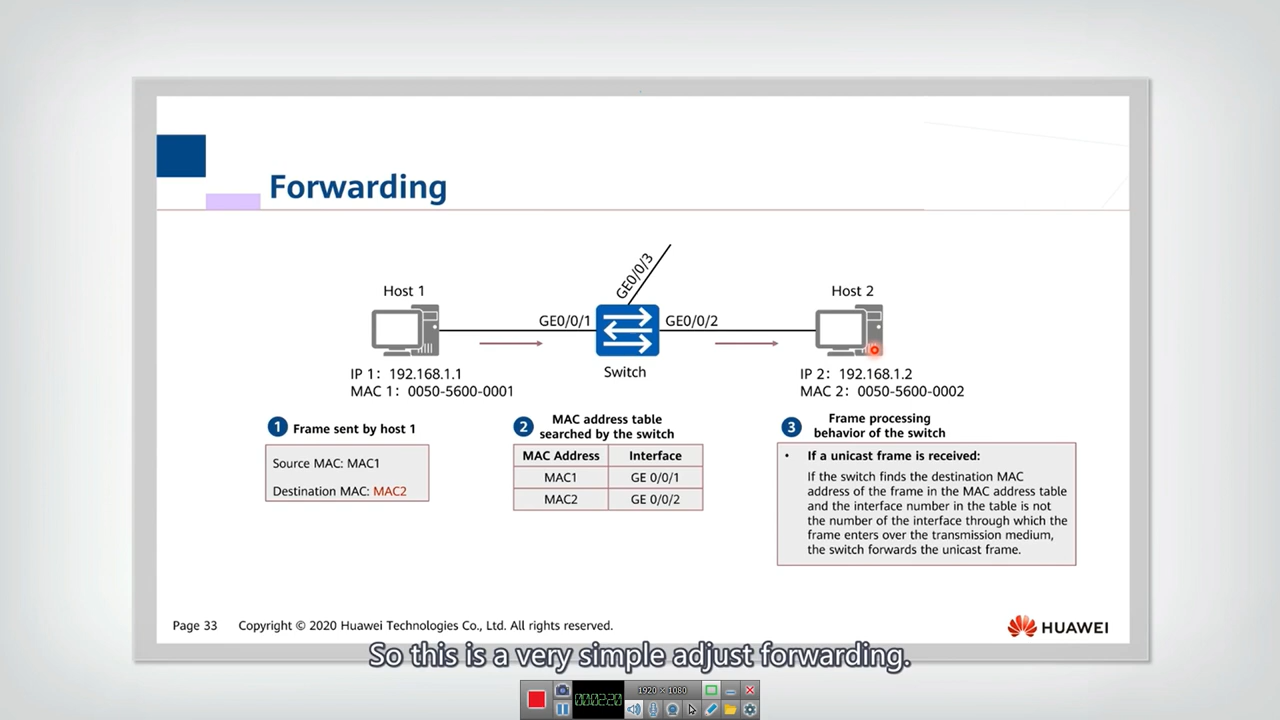 Forwarding
GE0/0/3
Host 1
Host 2
GE0/0/1
GE0/0/2
Switch
IP 1: 192.168.1.1
MAC 1: 0050-5600-0001
IP 2: 192.168.1.2
MAC 2: 0050-5600-0002
1 Frame sent by host 1
Source MAC: MAC1
Destination MAC: MAC2
2 MAC address table
searched by the switch
MAC Address Interface
MAC1 GE 0/0/1
MAC2 GE 0/0/2
3 Frame processing
behavior of the switch
• If a unicast frame is received:
If the switch finds the destination MAC
address of the frame in the MAC address table
and the interface number in the table is not
the number of the interface through which the
frame enters over the transmission medium,
the switch forwards the unicast frame.
Page 33 Copyright © 2020 Huawei Technologies Co., Ltd. All rights reserved.
HUAWEI
So this is a very simple adjust forwarding.
00:02:20
1920 × 1080